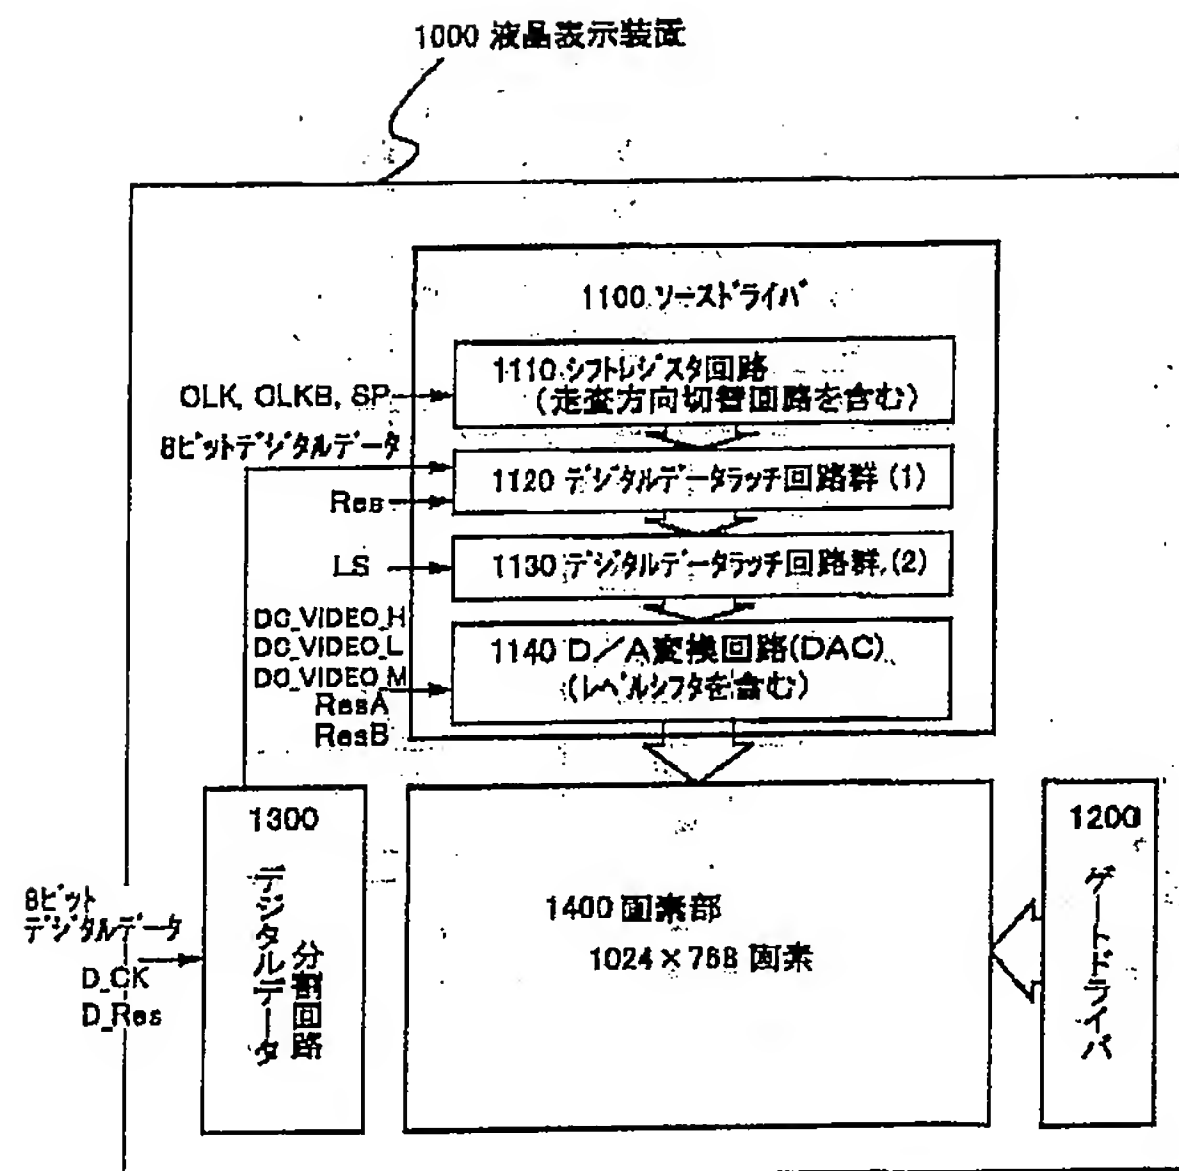 1000 液晶表示装置
1100 ソースドライバ
1110 シフトレジスタ回路
(走査方向切替回路を含む)
CLK, CLKB, SP
8ビットデジタルデータ
1120 デジタルデータラッチ回路群 (1)
Res
LS
1130 デジタルデータラッチ回路群 (2)
DC_VIDEO_H
DC_VIDEO_L
DC_VIDEO_M
ResA
ResB
1140 D/A変換回路(DAC)
(レベルシフタを含む)
1300
デジタルデータ
分割回路
8ビット
デジタルデータ
D_CK
D_Res
1400 画素部
1024×768 画素
1200
ゲートドライバ